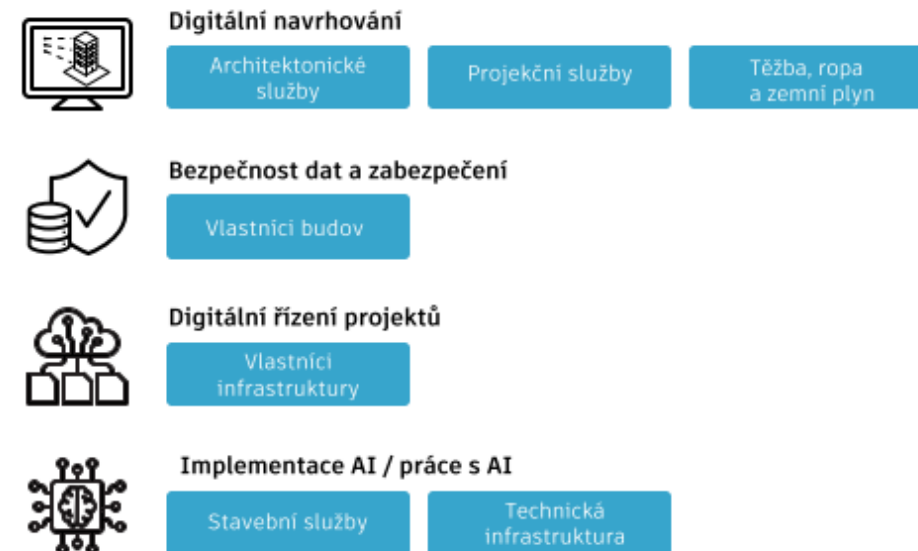 Digitální navrhování
Architektonické
služby
Projekční služby
Těžba, ropa
a zemní plyn
Bezpečnost dat a zabezpečení
Vlastníci budov
Digitální řízení projektů
Vlastníci
infrastruktury
Implementace AI / práce s AI
Stavební služby
Technická
infrastruktura